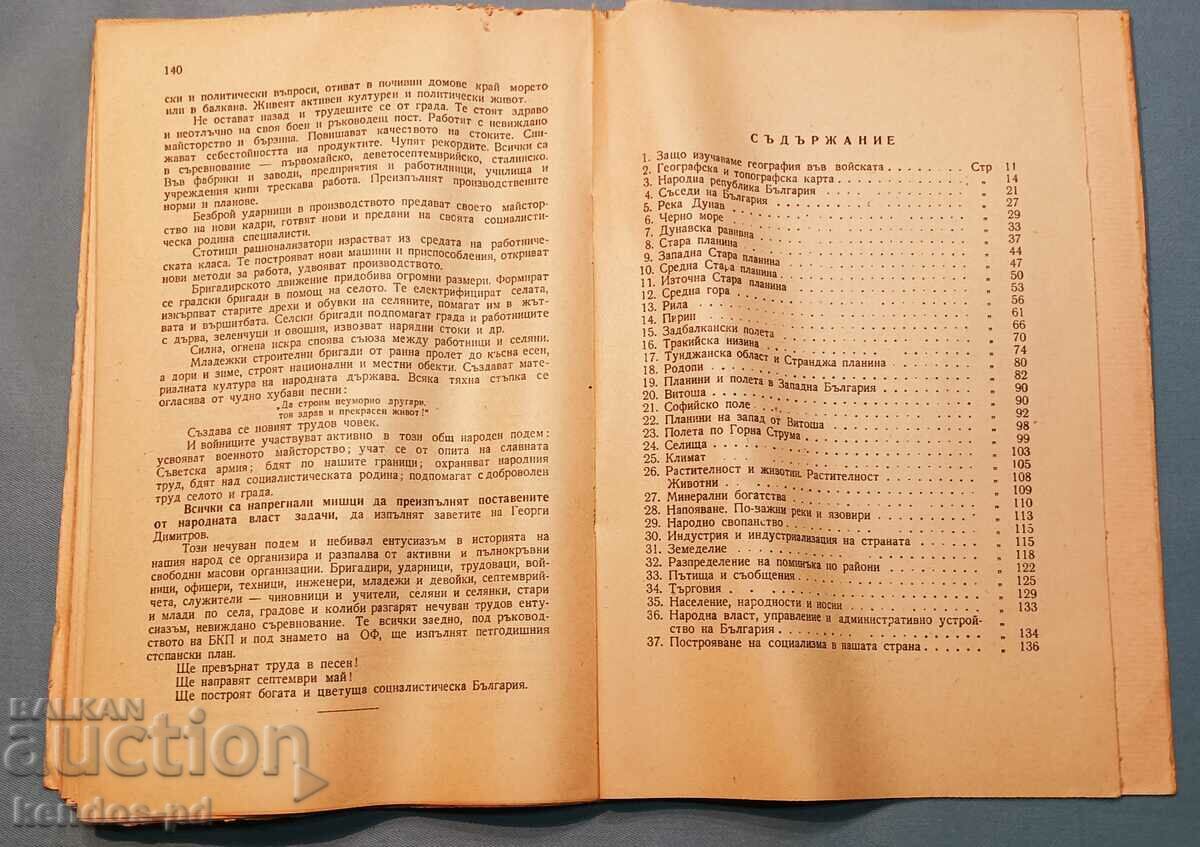 140
ски и политически въпроси, отиват в почивни домове край морето
или в балкана. Живеят активен културен и политически живот.
Не остават назад и трудещите се от града. Те стоят здраво
и неотлъчно на своя боен и ръководещ пост. Работят с невиждано
майсторство и бързина. Повишават качеството на стоките. Сни-
жават себестойността на продуктите. Чупят рекордите. Всички са
в съревнование — първомайско, деветосептемврийско, сталинско.
Във фабрики и заводи, предприятия и работилници, училища и
учреждения кипи трескава работа. Преизпълнят производствените
норми и планове.
Безброй ударници в производството предават своето майстор-
ство на нови кадри, готвят нови и предани на своята социалисти-
ческа родина специалисти.
Стотици рационализатори израстват из средата на работниче-
ската класа. Те построяват нови машини и приспособления, откриват
нови методи за работа, удвояват производството.
Бригадирското движение придобива огромни размери. Формират
се градски бригади в помощ на селото. Те електрифицират селата,
изкърпват старите дрехи и обувки на селяните, помагат им в жът-
вата и вършитбата. Селски бригади подпомагат града и работниците
с дърва, зеленчуци и овощия, извозват нарядни стоки и др.
Силна, огнена искра споява съюза между работници и селяни.
Младежки строителни бригади от ранна пролет до късна есен,
а дори и зиме, строят национални и местни обекти. Създават мате-
риалната култура на народната държава. Всяка тяхна стъпка се
огласява от чудно хубави песни:
„Да строим неуморно другари,
тоя здрав и прекрасен живот!“
Създава се новият трудов човек.
И войниците участвуват активно в този общ народен подем:
усвояват военното майсторство; учат се от опита на славната
Съветска армия; бдят по нашите граници; охраняват народния
труд, бдят над социалистическата родина; подпомагат с доброволен
труд селото и града.
Всички са напрегнали мишци да преизпълнят поставените
от народната власт задачи, да изпълнят заветите на Георги
Димитров.
Този нечуван подем и небивал ентусиазъм в историята на
нашия народ се организира и разпалва от активни и пълнокръвни
свободни масови организации. Бригадири, ударници, трудоваци, вой-
ници, офицери, техници, инженери, младежи и девойки, септемврий-
чета, служители — чиновници и учители, селяни и селянки, стари
и млади по села, градове и колиби разгарят нечуван трудов енту-
сиазъм, невиждано съревнование. Те всички заедно, под ръковод-
ството на БКП и под знамето на ОФ, ще изпълнят петгодишния
стопански план.
Ще превърнат труда в песен!
Ще направят септември май!
Ще построят богата и цветуща социалистическа България.
СЪДЪРЖАНИЕ
1. Защо изучаваме география във войската . . . . . . . . Стр 11
2. Географска и топографска карта . . . . . . . . „ 14
3. Народна република България . . . . . . . . „ 21
4. Съседи на България . . . . . . . . „ 27
5. Река Дунав . . . . . . . . „ 29
6. Черно море . . . . . . . . „ 33
7. Дунавска равнина . . . . . . . . „ 37
8. Стара планина . . . . . . . . „ 44
9. Западна Стара планина . . . . . . . . „ 47
10. Средна Стара планина . . . . . . . . „ 50
11. Източна Стара планина . . . . . . . . „ 53
12. Средна гора . . . . . . . . „ 56
13. Рила . . . . . . . . „ 61
14. Пирин . . . . . . . . „ 66
15. Задбалкански полета . . . . . . . . „ 70
16. Тракийска низина . . . . . . . . „ 74
17. Тунджанска област и Странджа планина . . . . . . . . „ 80
18. Родопи . . . . . . . . „ 82
19. Планини и полета в Западна България . . . . . . . . „ 90
20. Витоша . . . . . . . . „ 90
21. Софийско поле . . . . . . . . „ 92
22. Планини на запад от Витоша . . . . . . . . „ 98
23. Полета по Горна Струма . . . . . . . . „ 99
24. Селища . . . . . . . . „ 103
25. Климат . . . . . . . . „ 105
26. Растителност и животни. Растителност . . . . . . . . „ 108
Животни . . . . . . . . „ 109
27. Минерални богатства . . . . . . . . „ 110
28. Напояване. По-важни реки и язовири . . . . . . . . „ 113
29. Народно свопанство . . . . . . . . „ 115
30. Индустрия и индустриализация на страната . . . . . . . . „ 115
31. Земеделие . . . . . . . . „ 118
32. Разпределение на поминъка по райони . . . . . . . . „ 122
33. Пътища и съобщения . . . . . . . . „ 125
34. Търговия . . . . . . . . „ 129
35. Население, народности и носии . . . . . . . . „ 133
36. Народна власт, управление и административно устрой-
ство на България . . . . . . . . „ 134
37. Построяване на социализма в нашата страна . . . . . . . . „ 136
BALKAN
auction
kendos-pd